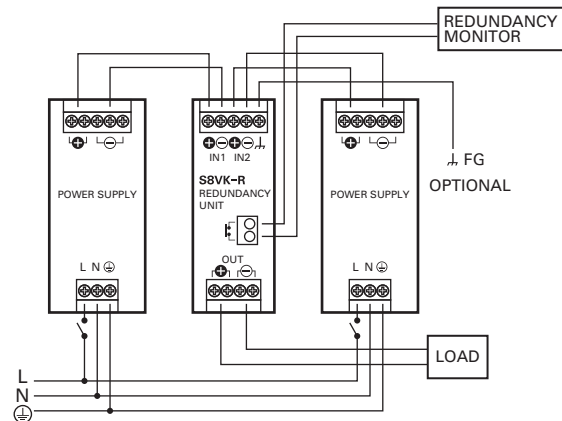 REDUNDANCY
MONITOR
IN1 IN2
FG
OPTIONAL
POWER SUPPLY
S8VK-R
REDUNDANCY
UNIT
POWER SUPPLY
OUT
L N
L N
LOAD
L
N